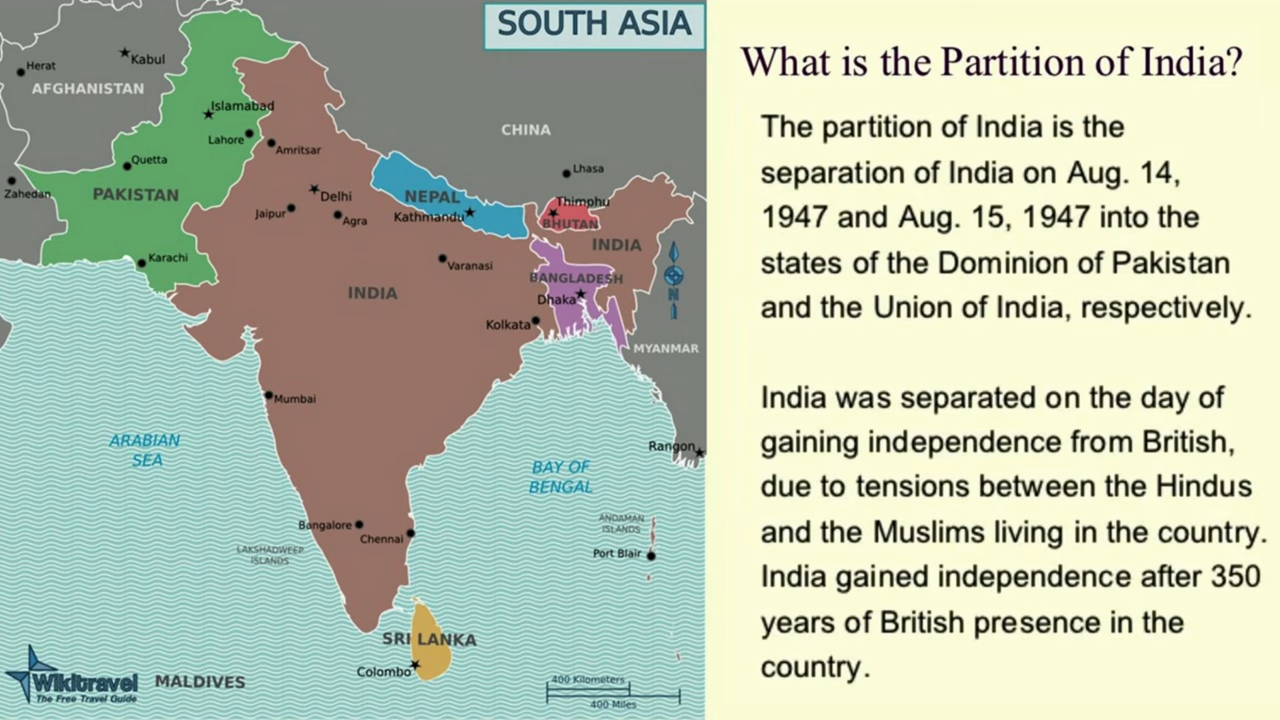 SOUTH ASIA
Herat
Kabul
AFGHANISTAN
Islamabad
Lahore
Amritsar
CHINA
Quetta
Lhasa
Zahedan
PAKISTAN
Delhi
NEPAL
Thimphu
Jaipur
Agra
Kathmandu
BHUTAN
INDIA
Karachi
Varanasi
BANGLADESH
N
INDIA
Dhaka
Kolkata
MYANMAR
Mumbai
ARABIAN
SEA
Rangon
BAY OF
BENGAL
Bangalore
Chennai
ANDAMAN
ISLANDS
LAKSHADWEEP
ISLANDS
Port Blair
SRI LANKA
Colombo
Wikitravel
The Free Travel Guide
MALDIVES
400 Kilometers
400 Miles
What is the Partition of India?
The partition of India is the
separation of India on Aug. 14,
1947 and Aug. 15, 1947 into the
states of the Dominion of Pakistan
and the Union of India, respectively.
India was separated on the day of
gaining independence from British,
due to tensions between the Hindus
and the Muslims living in the country.
India gained independence after 350
years of British presence in the
country.